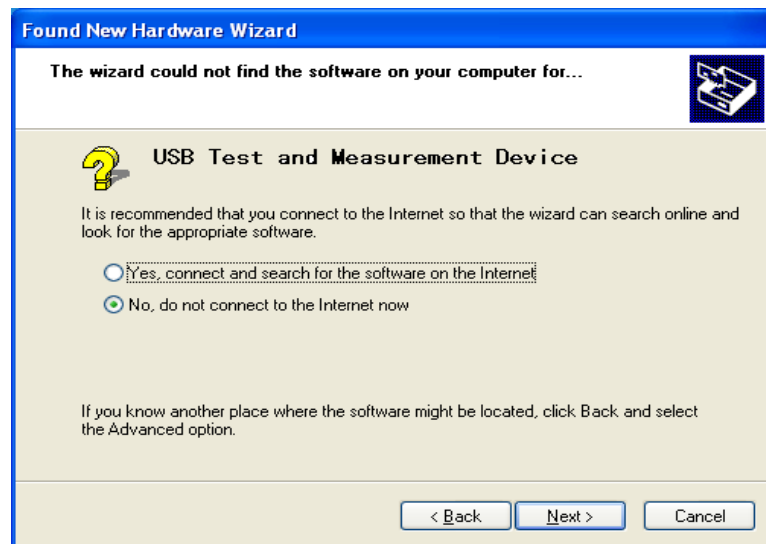 Found New Hardware Wizard
The wizard could not find the software on your computer for...
USB Test and Measurement Device
It is recommended that you connect to the Internet so that the wizard can search online and
look for the appropriate software.
Yes, connect and search for the software on the Internet
No, do not connect to the Internet now
If you know another place where the software might be located, click Back and select
the Advanced option.
< Back Next > Cancel